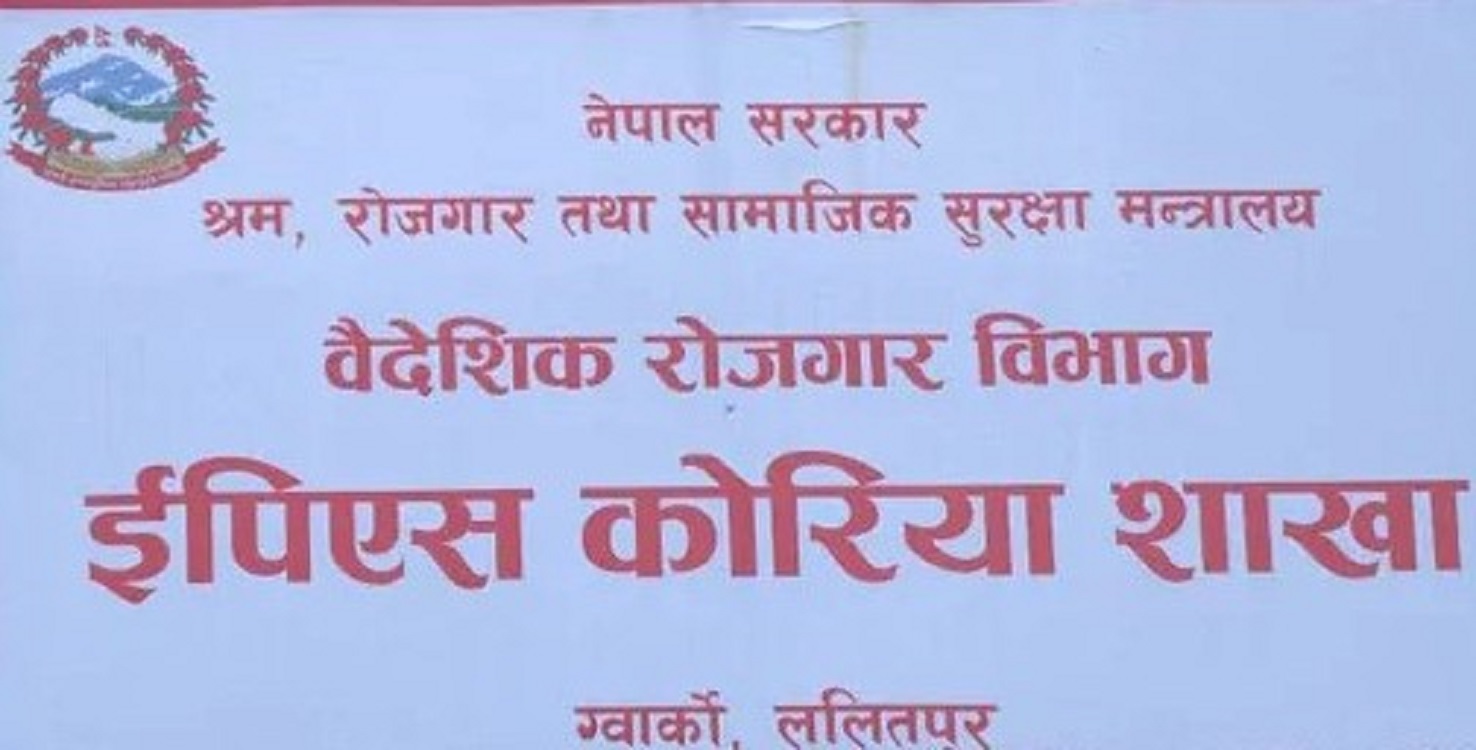 नेपाल सरकार
श्रम, रोजगार तथा सामाजिक सुरक्षा मन्त्रालय
वैदेशिक रोजगार विभाग
ईपिएस कोरिया शाखा
ग्वार्को, ललितपुर